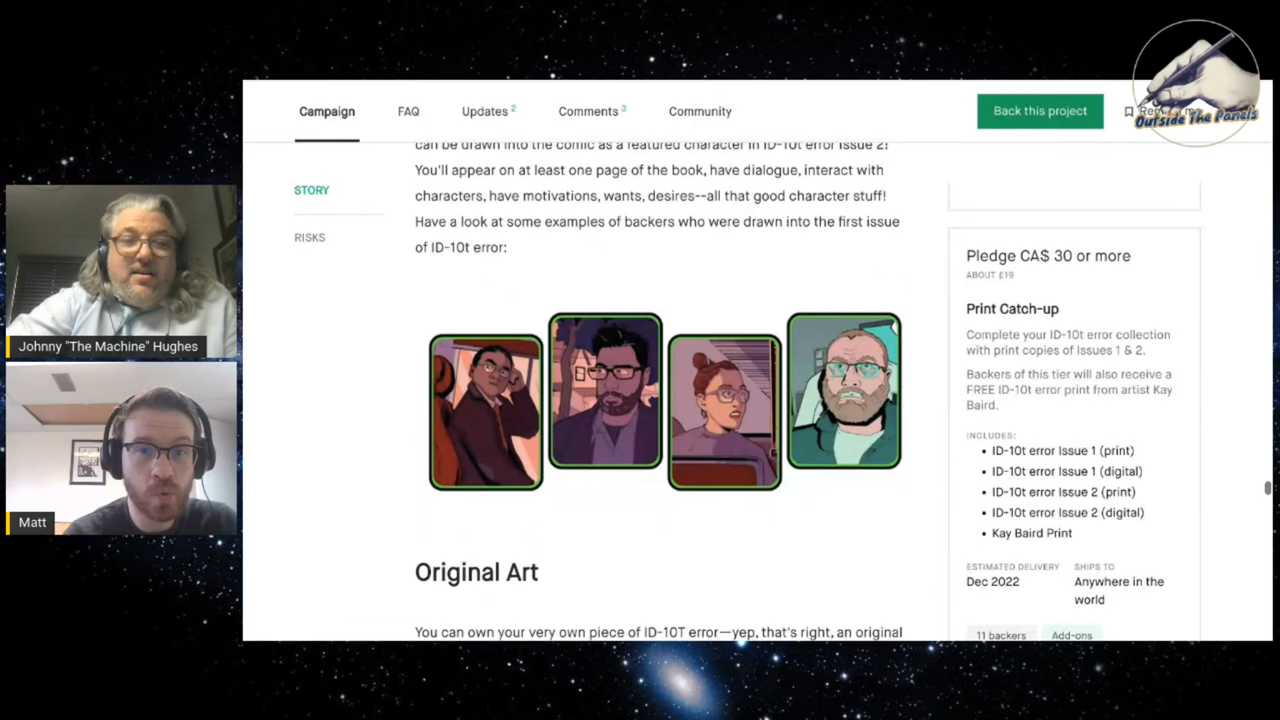 Campaign
FAQ
Updates 2
Comments 3
Community
Back this project
Outside The Panels
STORY
RISKS
can be drawn into the comic as a featured character in ID-10t error Issue 2!
You'll appear on at least one page of the book, have dialogue, interact with
characters, have motivations, wants, desires--all that good character stuff!
Have a look at some examples of backers who were drawn into the first issue
of ID-10t error:
Original Art
You can own your very own piece of ID-10T error—yep, that's right, an original
Pledge CA$ 30 or more
ABOUT £19
Print Catch-up
Complete your ID-10t error collection
with print copies of Issues 1 & 2.
Backers of this tier will also receive a
FREE ID-10t error print from artist Kay
Baird.
INCLUDES:
• ID-10t error Issue 1 (print)
• ID-10t error Issue 1 (digital)
• ID-10t error Issue 2 (print)
• ID-10t error Issue 2 (digital)
• Kay Baird Print
ESTIMATED DELIVERY
Dec 2022
SHIPS TO
Anywhere in the
world
11 backers
Add-ons
Johnny "The Machine" Hughes
Matt